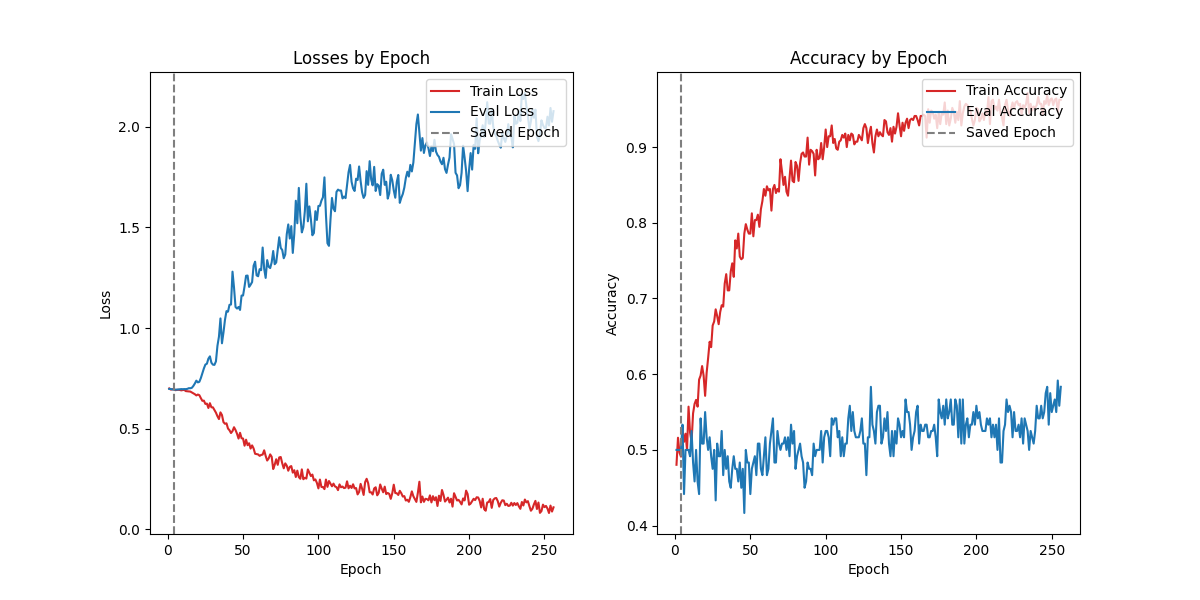 Losses by Epoch
Train Loss
Eval Loss
Saved Epoch
2.0
1.5
1.0
0.5
0.0
0 50 100 150 200 250
Epoch
Loss
Accuracy by Epoch
Train Accuracy
Eval Accuracy
Saved Epoch
0.9
0.8
0.7
0.6
0.5
0.4
0 50 100 150 200 250
Epoch
Accuracy